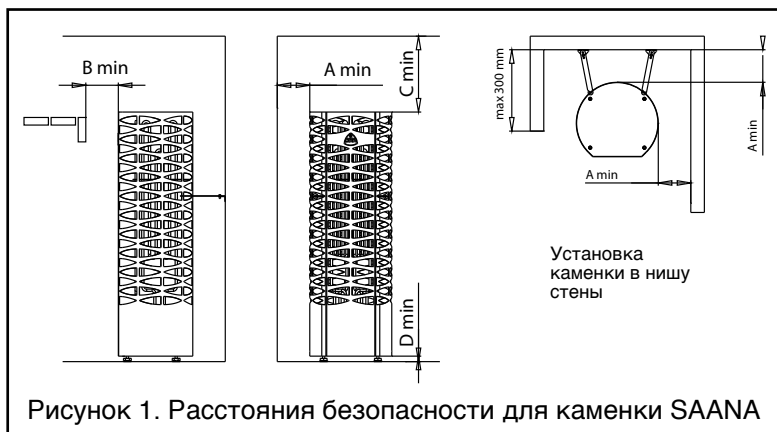 B min
A min
C min
D min
max 300 mm
A min
A min
Установка
каменки в нишу
стены
Рисунок 1. Расстояния безопасности для каменки SAANA